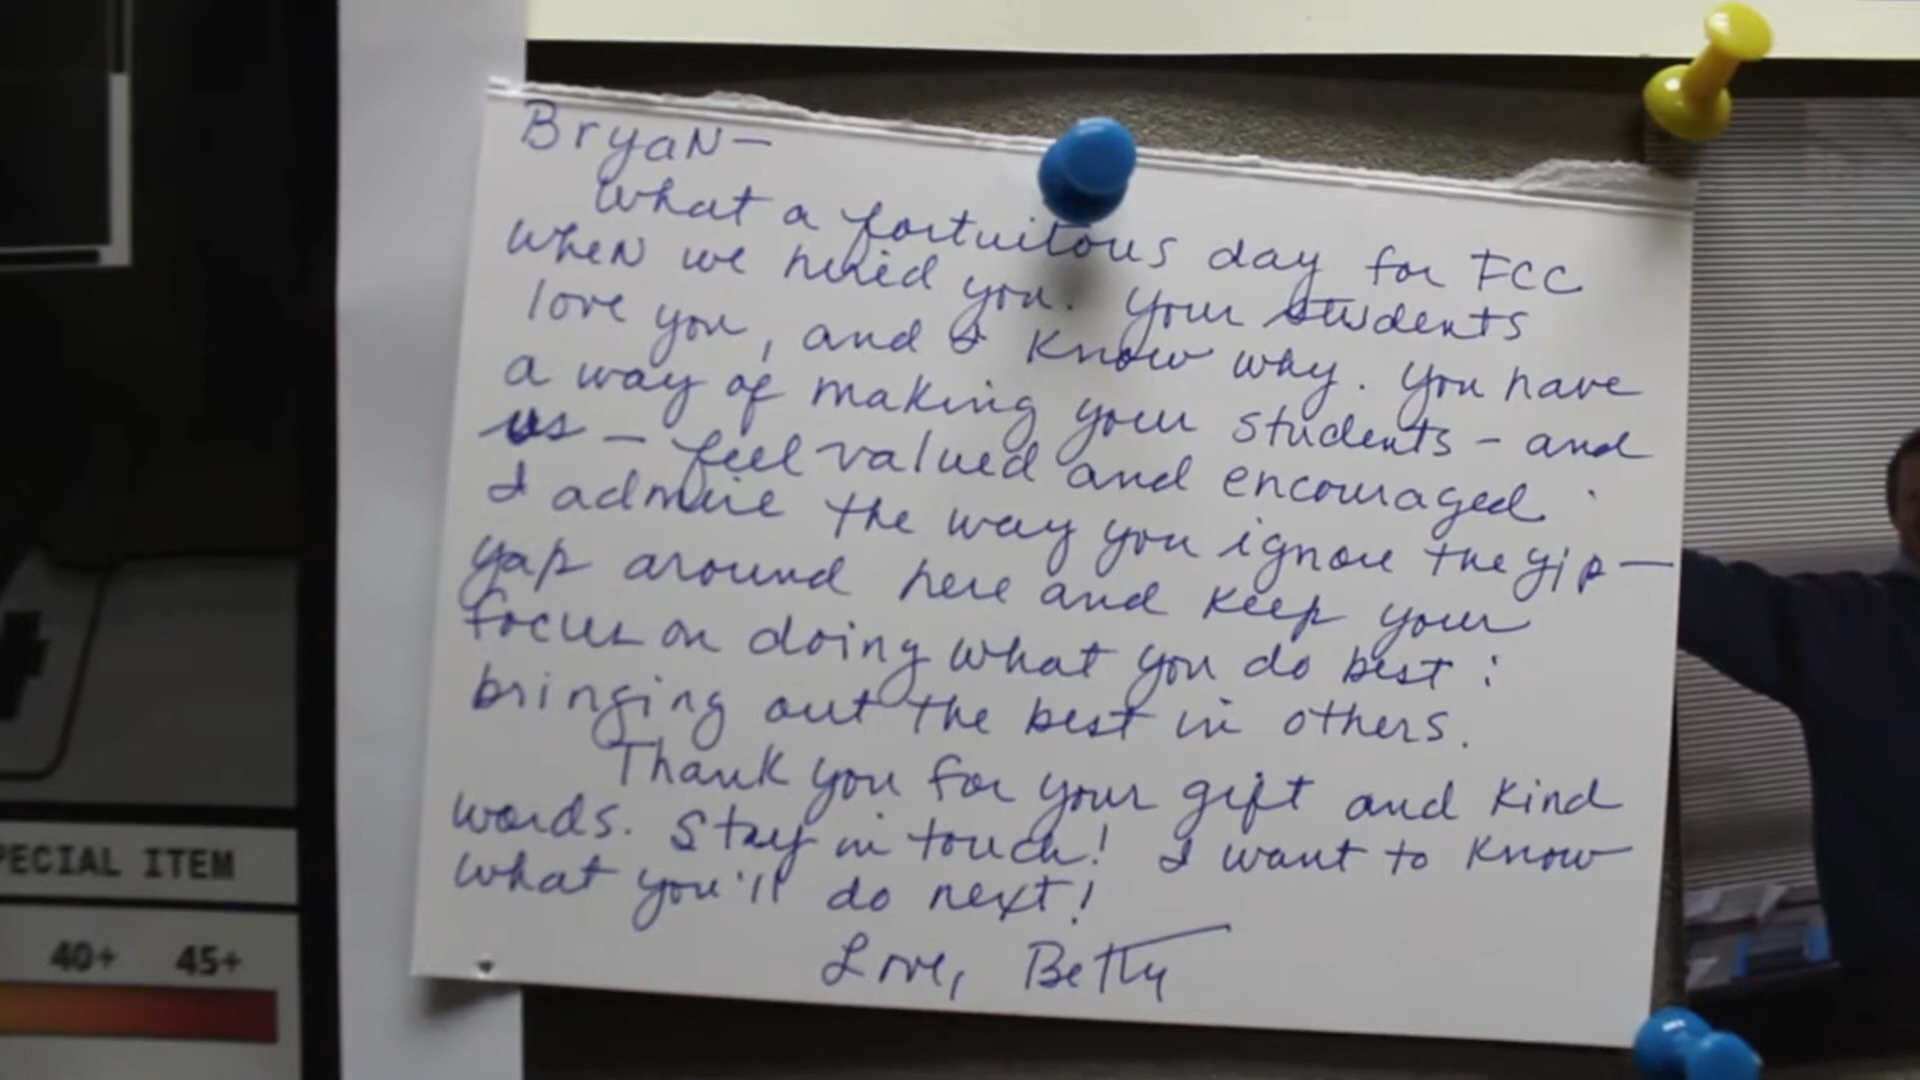 Bryan—
What a fortuitous day for FCC
when we hired you. Your students
love you, and I know why. You have
a way of making your students – and
us – feel valued and encouraged.
I admire the way you ignore the yip—
yap around here and keep your
focus on doing what you do best:
bringing out the best in others.
Thank you for your gift and kind
words. Stay in touch! I want to know
what you'll do next!
Love, Betty
PECIAL ITEM
40+ 45+